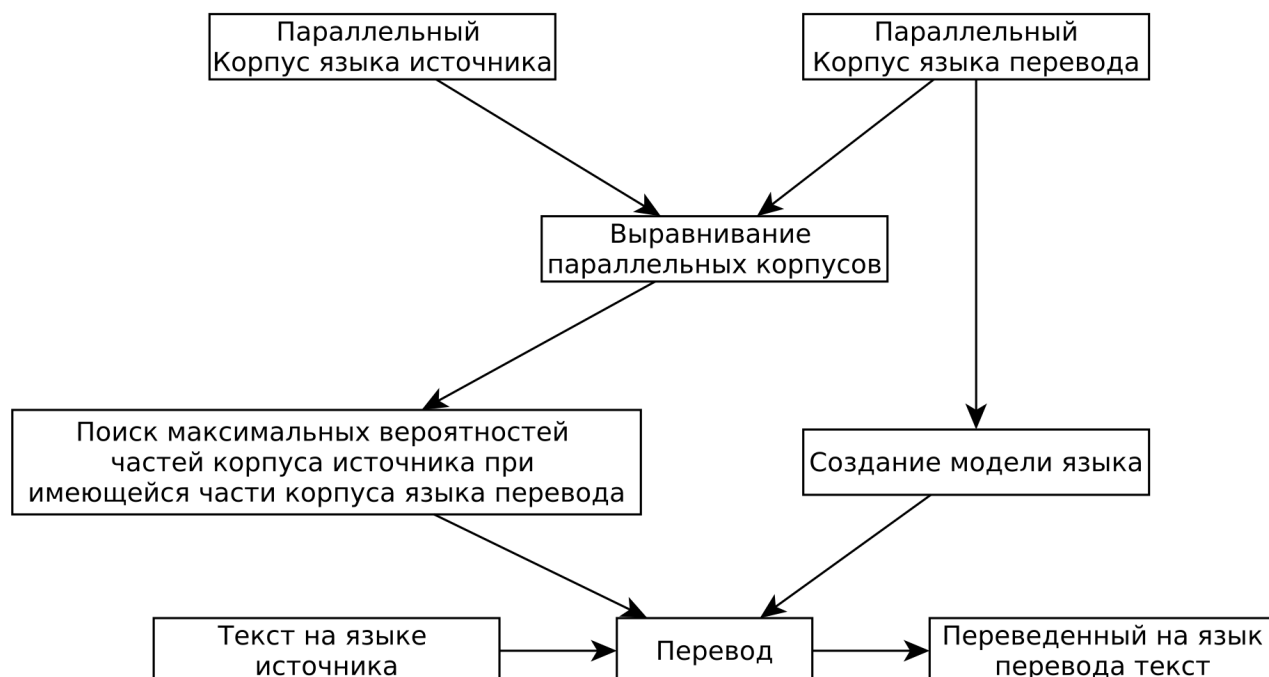 Параллельный
Корпус языка источника
Параллельный
Корпус языка перевода
Выравнивание
параллельных корпусов
Поиск максимальных вероятностей
частей корпуса источника при
имеющейся части корпуса языка перевода
Создание модели языка
Текст на языке
источника
Перевод
Переведенный на язык
перевода текст